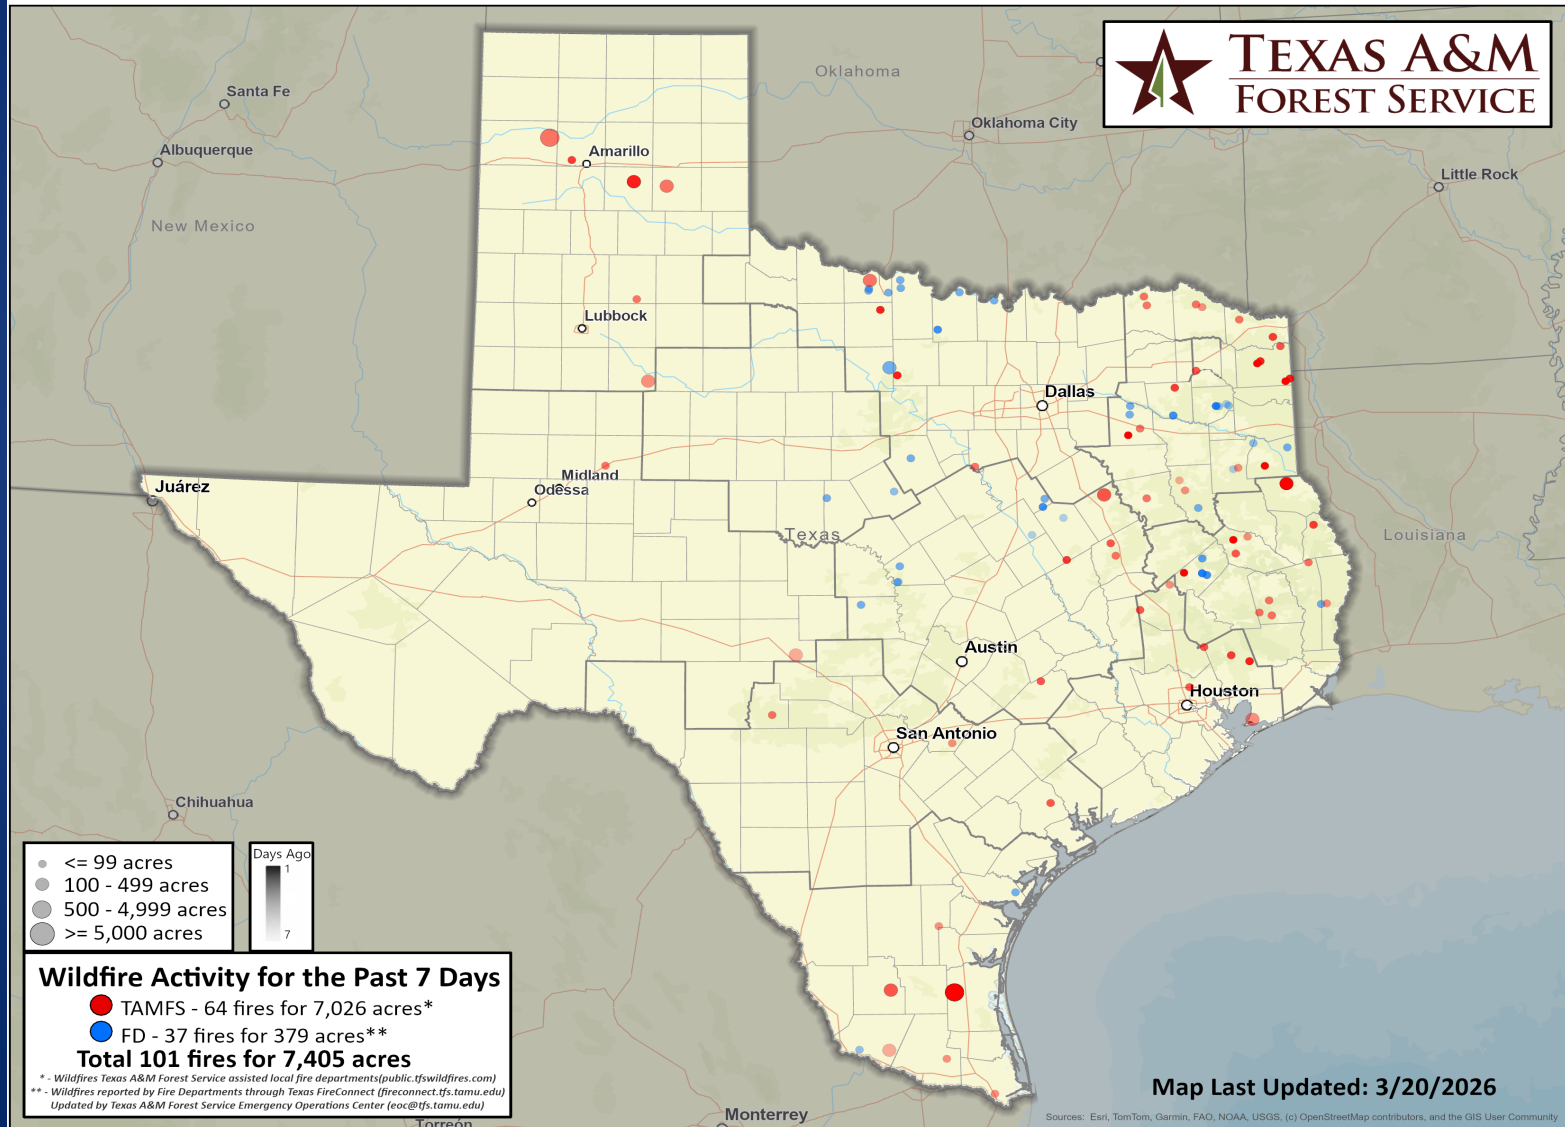 TEXAS A&M
FOREST SERVICE
Oklahoma
Santa Fe
Oklahoma City
Albuquerque
Amarillo
Little Rock
New Mexico
Lubbock
Dallas
Midland
Odessa
Juárez
Texas
Louisiana
Austin
Houston
San Antonio
Chihuahua
<= 99 acres
100 - 499 acres
500 - 4,999 acres
>= 5,000 acres
Days Ago
1
7
Wildfire Activity for the Past 7 Days
TAMFS - 64 fires for 7,026 acres*
FD - 37 fires for 379 acres**
Total 101 fires for 7,405 acres
* - Wildfires Texas A&M Forest Service assisted local fire departments(public.tfswildfires.com)
** - Wildfires reported by Fire Departments through Texas FireConnect (fireconnect.tfs.tamu.edu)
Updated by Texas A&M Forest Service Emergency Operations Center (eoc@tfs.tamu.edu)
Map Last Updated: 3/20/2026
Monterrey
Sources: Esri, TomTom, Garmin, FAO, NOAA, USGS, (c) OpenStreetMap contributors, and the GIS User Community
Torreón